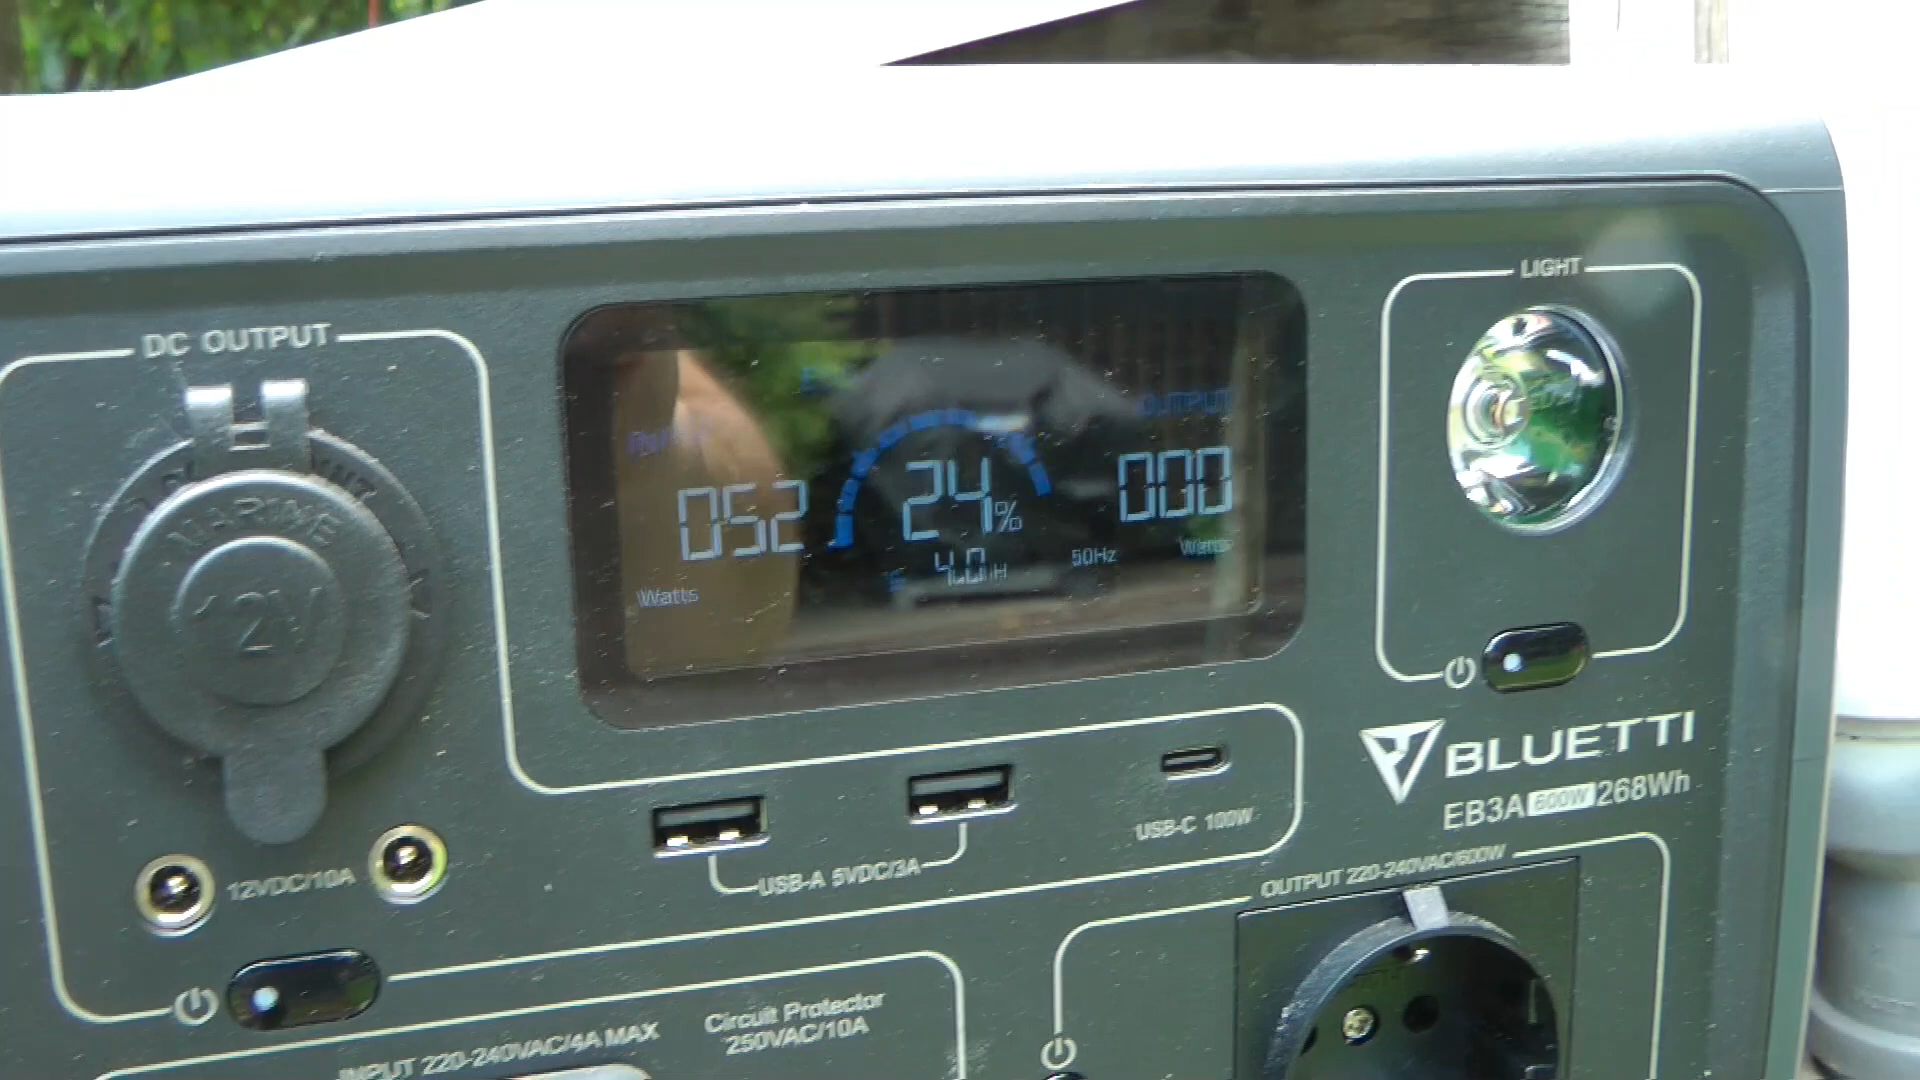 DC OUTPUT
LIGHT
OUTPUT
052
24%
000
4.0H
50Hz
Watts
Watts
MARINE
12V
BLUETTI
EB3A 600W 268Wh
USB-C 100W
USB-A 5VDC/3A
12VDC/10A
OUTPUT 220-240VAC/600W
Circuit Protector
250VAC/10A
INPUT 220-240VAC/4A MAX